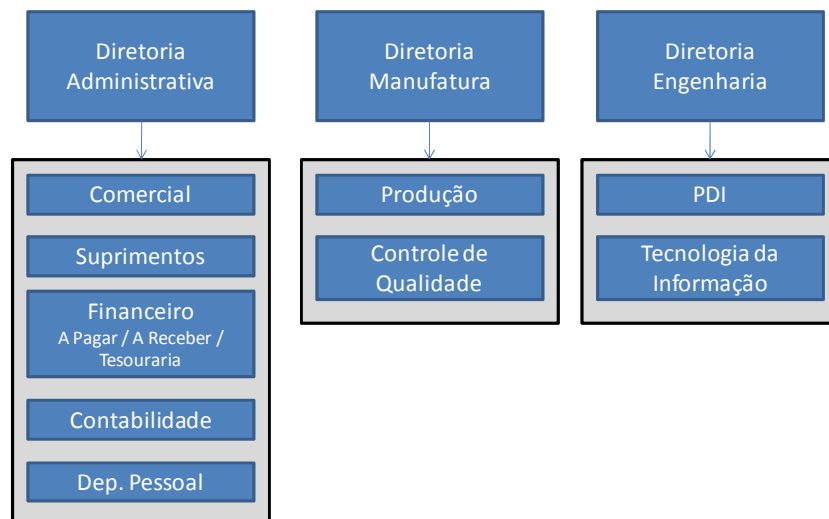 Diretoria
Administrativa
Comercial
Suprimentos
Financeiro
A Pagar / A Receber /
Tesouraria
Contabilidade
Dep. Pessoal
Diretoria
Manufatura
Produção
Controle de
Qualidade
Diretoria
Engenharia
PDI
Tecnologia da
Informação